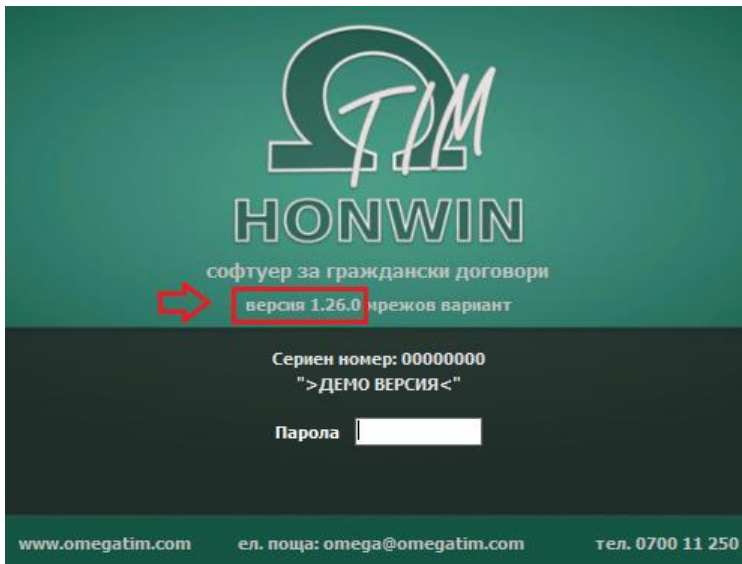 Ω TIM
HONWIN
софтуер за граждански договори
версия 1.26.0 мрежов вариант
Сериен номер: 00000000
">ДЕМО ВЕРСИЯ<"
Парола
www.omegatim.com ел. поща: omega@omegatim.com тел. 0700 11 250